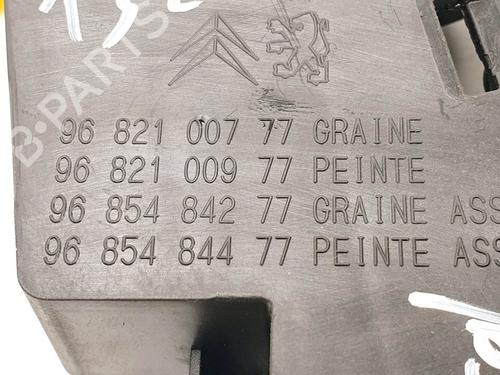 B-PARTS
96 821 007 77 GRAINE
96 821 009 77 PEINTE
96 854 842 77 GRAINE ASS
96 854 844 77 PEINTE ASS